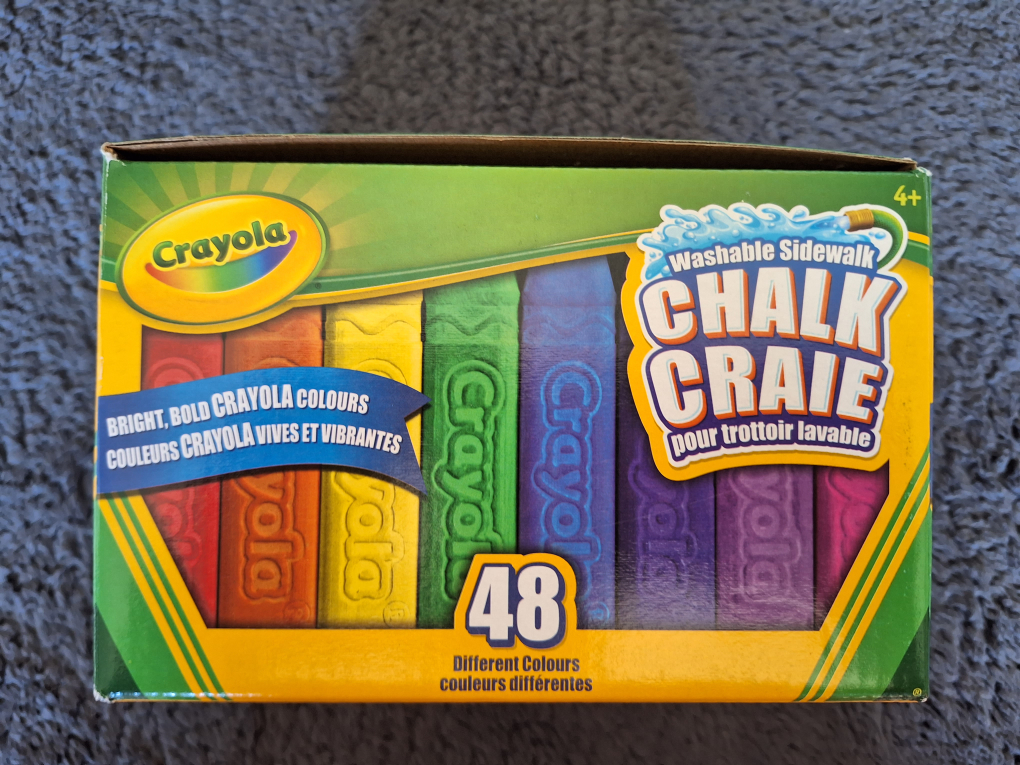 4+
Crayola
Washable Sidewalk
CHALK
CRAIE
pour trottoir lavable
BRIGHT, BOLD CRAYOLA COLOURS
COULEURS CRAYOLA VIVES ET VIBRANTES
Crayola
Crayola
48
Different Colours
couleurs différentes
®